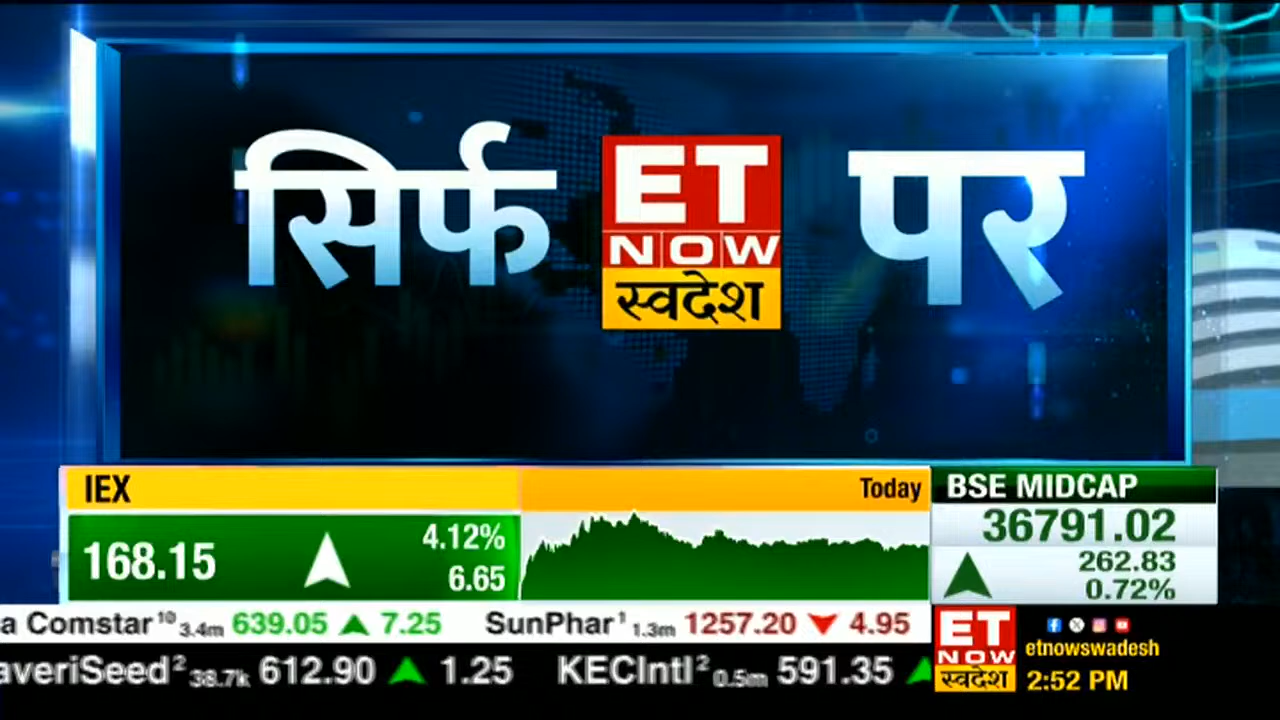 सिर्फ ET NOW स्वदेश पर
IEX
Today
168.15
4.12%
6.65
BSE MIDCAP
36791.02
262.83
0.72%
a Comstar 10 3.4m 639.05 ▲ 7.25 SunPhar 1 1.3m 1257.20 ▼ 4.95
averiSeed 2 38.7k 612.90 ▲ 1.25 KECIntl 2 0.5m 591.35 ▲
ET NOW स्वदेश
etnowswadesh
2:52 PM